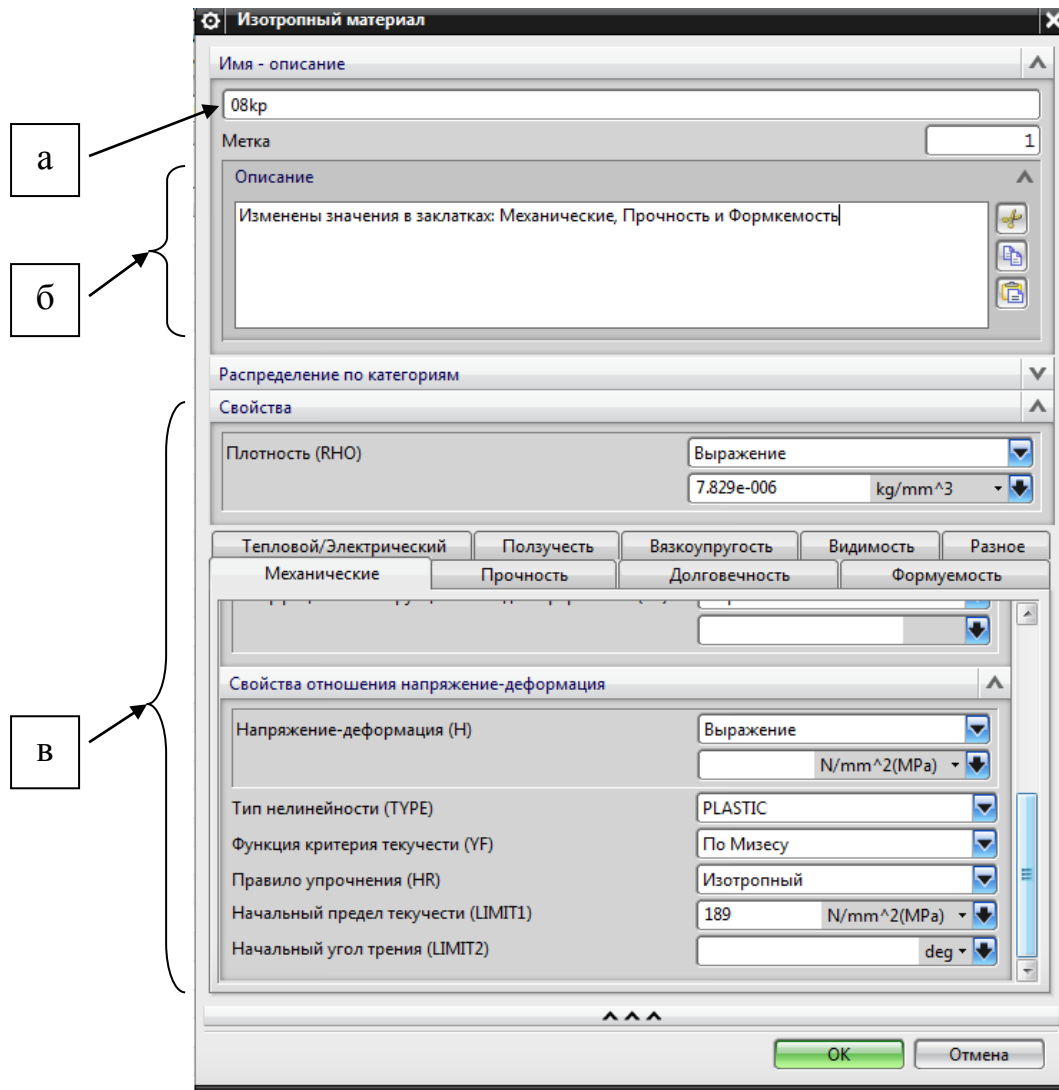 Изотропный материал
Имя - описание
08kp
Метка 1
Описание
Изменены значения в заклатках: Механические, Прочность и Формкемость
Распределение по категориям
Свойства
Плотность (RHO) Выражение
7.829e-006 kg/mm^3
Тепловой/Электрический Ползучесть Вязкоупругость Видимость Разное
Механические Прочность Долговечность Формуемость
Свойства отношения напряжение-деформация
Напряжение-деформация (H) Выражение
N/mm^2(MPa)
Тип нелинейности (TYPE) PLASTIC
Функция критерия текучести (YF) По Мизесу
Правило упрочнения (HR) Изотропный
Начальный предел текучести (LIMIT1) 189 N/mm^2(MPa)
Начальный угол трения (LIMIT2) deg
OK Отмена
а
б
в